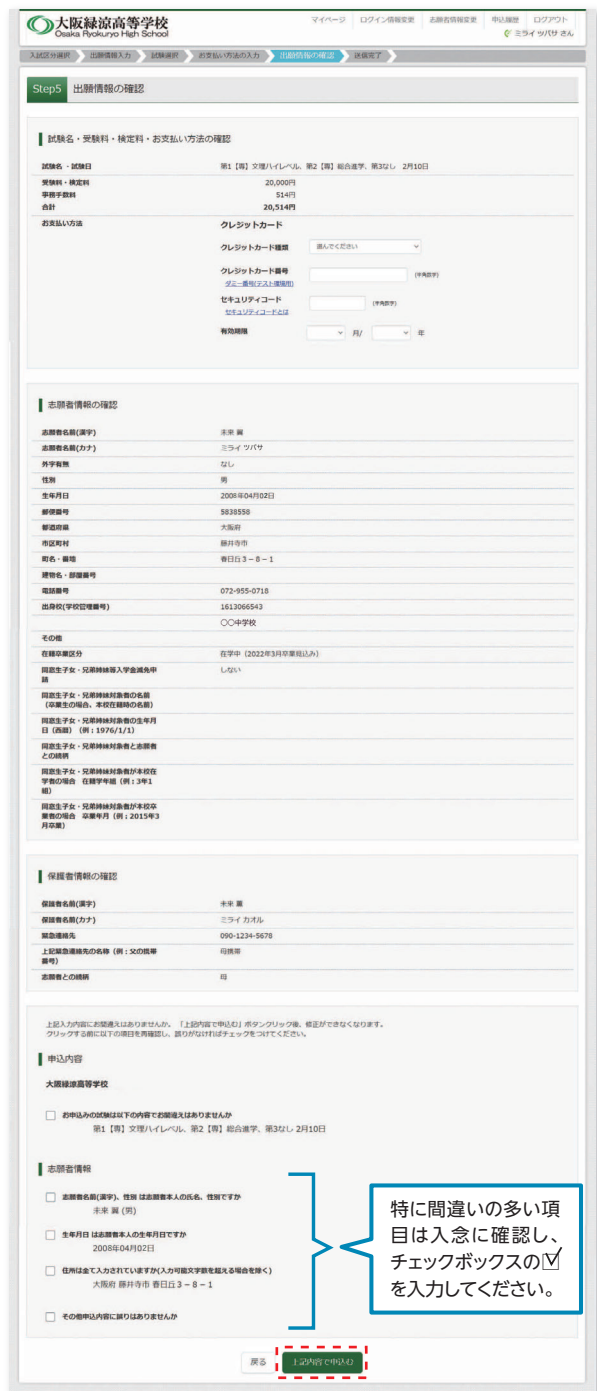 大阪緑涼高等学校
Osaka Ryokuryo High School
マイページ ログイン情報変更 志願者情報変更 申込履歴 ログアウト
ミライ ツバサ さん
入試区分選択 出願情報入力 試験選択 お支払い方法の入力 出願情報の確認 送信完了
Step5 出願情報の確認
試験名・受験料・検定料・お支払い方法の確認
試験名 ・試験日 第1【専】文理ハイレベル、第2【専】総合進学、第3なし 2月10日
受験料・検定料 20,000円
事務手数料 514円
合計 20,514円
お支払い方法 クレジットカード
クレジットカード種類 選んでください
クレジットカード番号 (半角数字)
ダミー番号(テスト環境用)
セキュリティコード (半角数字)
セキュリティコードとは
有効期限 月/ 年
志願者情報の確認
志願者名前(漢字) 未来 翼
志願者名前(カナ) ミライ ツバサ
外字有無 なし
性別 男
生年月日 2008年04月02日
郵便番号 5838558
都道府県 大阪府
市区町村 藤井寺市
町名・番地 春日丘３－８－１
建物名・部屋番号
電話番号 072-955-0718
出身校(学校管理番号) 1613066543
〇〇中学校
その他
在籍卒業区分 在学中（2022年3月卒業見込み）
同窓生子女・兄弟姉妹等入学金減免申
請 しない
同窓生子女・兄弟姉妹対象者の名前
（卒業生の場合、本校在籍時の名前）
同窓生子女・兄弟姉妹対象者の生年月
日（西暦）（例：1976/1/1）
同窓生子女・兄弟姉妹対象者と志願者
との続柄
同窓生子女・兄弟姉妹対象者が本校在
学者の場合 在籍学年組（例：3年1
組）
同窓生子女・兄弟姉妹対象者が本校卒
業者の場合 卒業年月（例：2015年3
月卒業）
保護者情報の確認
保護者名前(漢字) 未来 薫
保護者名前(カナ) ミライ カオル
緊急連絡先 090-1234-5678
上記緊急連絡先の名称（例：父の携帯
番号） 母携帯
志願者との続柄 母
上記入力内容にお間違えはありませんか。「上記内容で申込む」ボタンクリック後、修正ができなくなります。
クリックする前に以下の項目を再確認し、誤りがなければチェックをつけてください。
申込内容
大阪緑涼高等学校
お申込みの試験は以下の内容でお間違えはありませんか
第1【専】文理ハイレベル、第2【専】総合進学、第3なし 2月10日
志願者情報
志願者名前(漢字)、性別 は志願者本人の氏名、性別ですか
未来 翼 (男)
生年月日 は志願者本人の生年月日ですか
2008年04月02日
住所は全て入力されていますか(入力可能文字数を超える場合を除く)
大阪府 藤井寺市 春日丘３－８－１
その他申込内容に誤りはありませんか
特に間違いの多い項
目は入念に確認し、
チェックボックスの☑
を入力してください。
戻る 上記内容で申込む